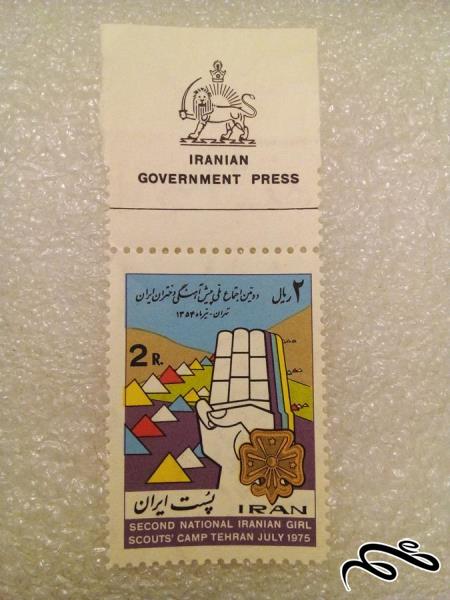 IRANIAN
GOVERNMENT PRESS
۲ ریال
دومین اجتماع ملی پیش آهنگی دختران ایران
تهران - تیرماه ۱۳۵۴
2 R.
پست ایران
IRAN
SECOND NATIONAL IRANIAN GIRL
SCOUTS' CAMP TEHRAN JULY 1975